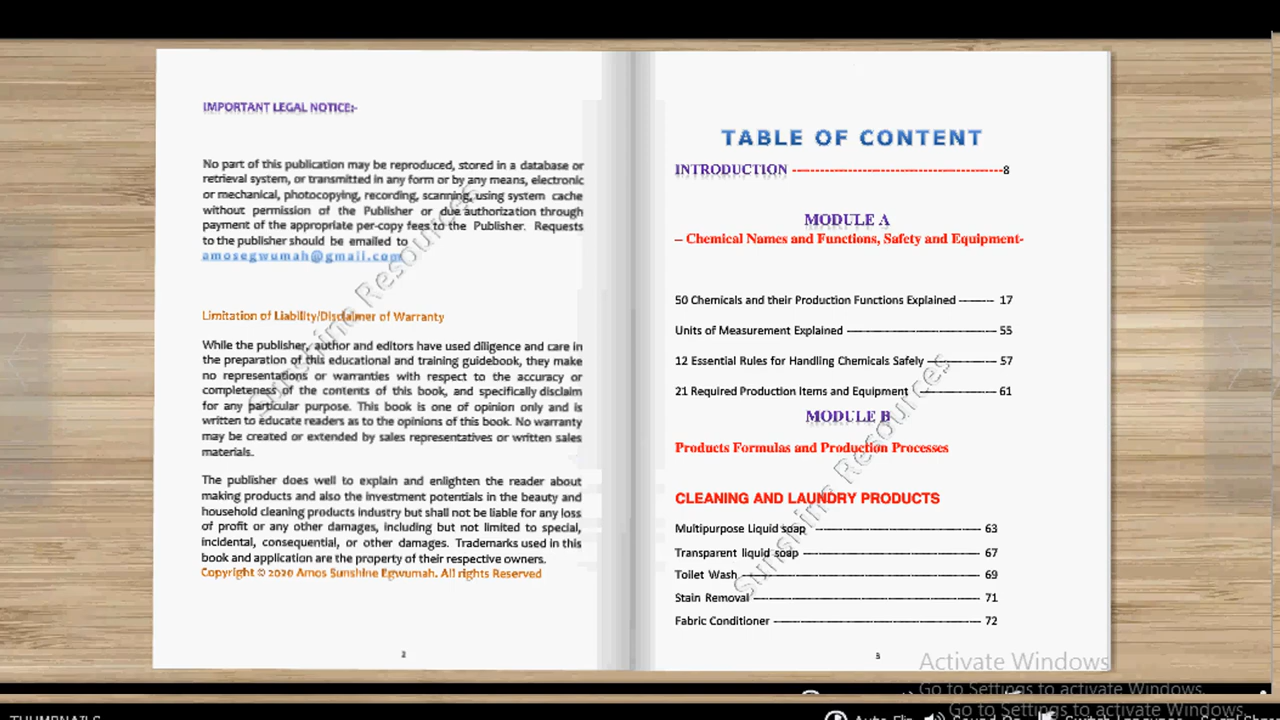 IMPORTANT LEGAL NOTICE:-
No part of this publication may be reproduced, stored in a database or
retrieval system, or transmitted in any form or by any means, electronic
or mechanical, photocopying, recording, scanning, using system cache
without permission of the Publisher or due authorization through
payment of the appropriate per-copy fees to the Publisher. Requests
to the publisher should be emailed to
amosegwumah@gmail.com
Limitation of Liability/Disclaimer of Warranty
While the publisher, author and editors have used diligence and care in
the preparation of this educational and training guidebook, they make
no representations or warranties with respect to the accuracy or
completeness of the contents of this book, and specifically disclaim
for any particular purpose. This book is one of opinion only and is
written to educate readers as to the opinions of this book. No warranty
may be created or extended by sales representatives or written sales
materials.
The publisher does well to explain and enlighten the reader about
making products and also the investment potentials in the beauty and
household cleaning products industry but shall not be liable for any loss
of profit or any other damages, including but not limited to special,
incidental, consequential, or other damages. Trademarks used in this
book and application are the property of their respective owners.
Copyright © 2020 Amos Sunshine Egwumah. All rights Reserved
2
Sunshine Resources
TABLE OF CONTENT
INTRODUCTION 8
MODULE A
– Chemical Names and Functions, Safety and Equipment-
50 Chemicals and their Production Functions Explained 17
Units of Measurement Explained 55
12 Essential Rules for Handling Chemicals Safely 57
21 Required Production Items and Equipment 61
MODULE B
Products Formulas and Production Processes
CLEANING AND LAUNDRY PRODUCTS
Multipurpose Liquid soap 63
Transparent liquid soap 67
Toilet Wash 69
Stain Removal 71
Fabric Conditioner 72
Sunshine Resources
Activate Windows
Go to Settings to activate Windows.
Go to Settings to activate Windows.
THUMBNAILS
Auto Flip